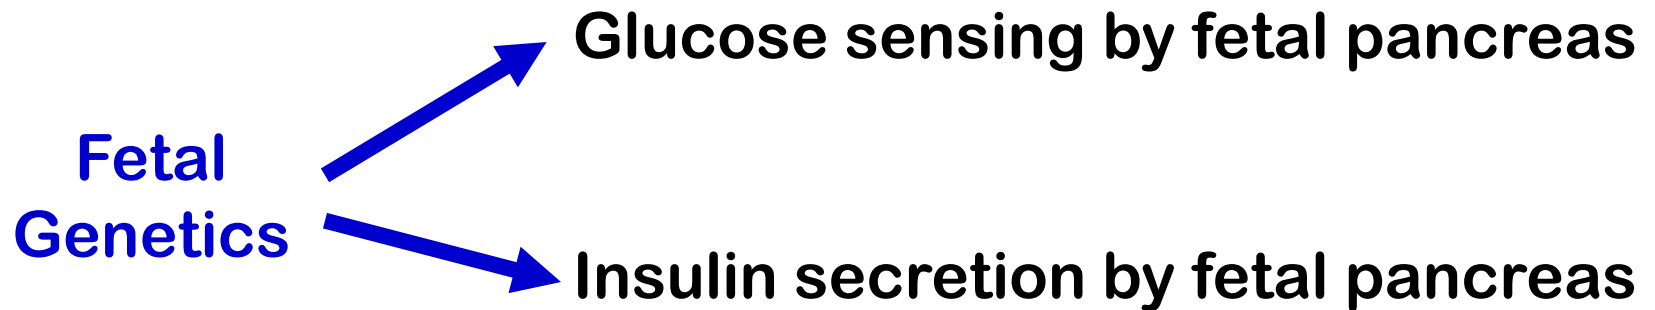 Glucose sensing by fetal pancreas
Fetal
Genetics
Insulin secretion by fetal pancreas